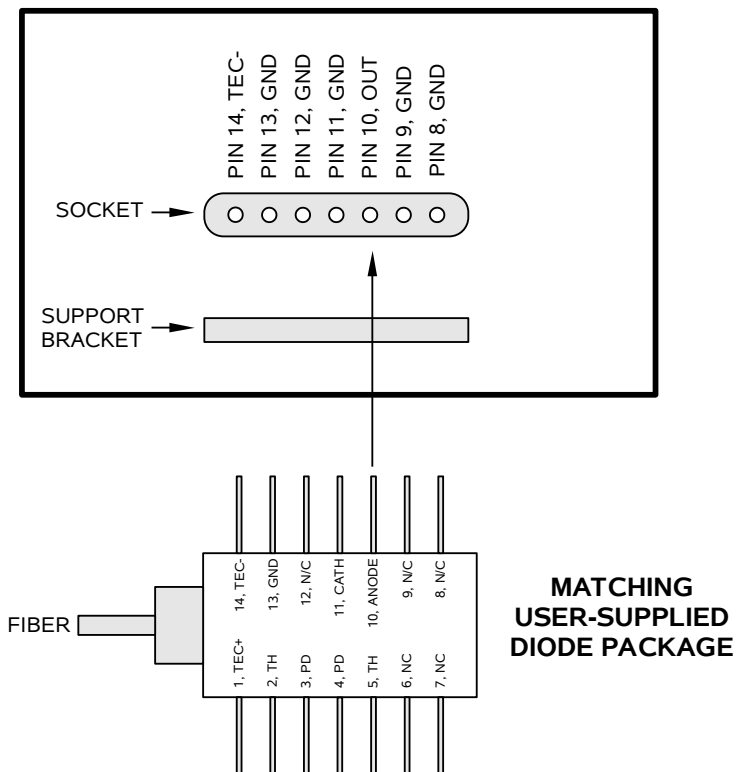 PIN 14, TEC-
PIN 13, GND
PIN 12, GND
PIN 11, GND
PIN 10, OUT
PIN 9, GND
PIN 8, GND
SOCKET
SUPPORT
BRACKET
14, TEC-
13, GND
12, N/C
11, CATH
10, ANODE
9, N/C
8, N/C
FIBER
1, TEC+
2, TH
3, PD
4, PD
5, TH
6, NC
7, NC
MATCHING
USER-SUPPLIED
DIODE PACKAGE